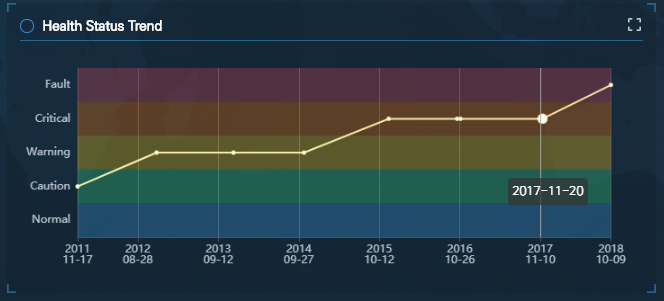 Health Status Trend
Fault
Critical
Warning
Caution
2017-11-20
Normal
2011 2012 2013 2014 2015 2016 2017 2018
11-17 08-28 09-12 09-27 10-12 10-26 11-10 10-09